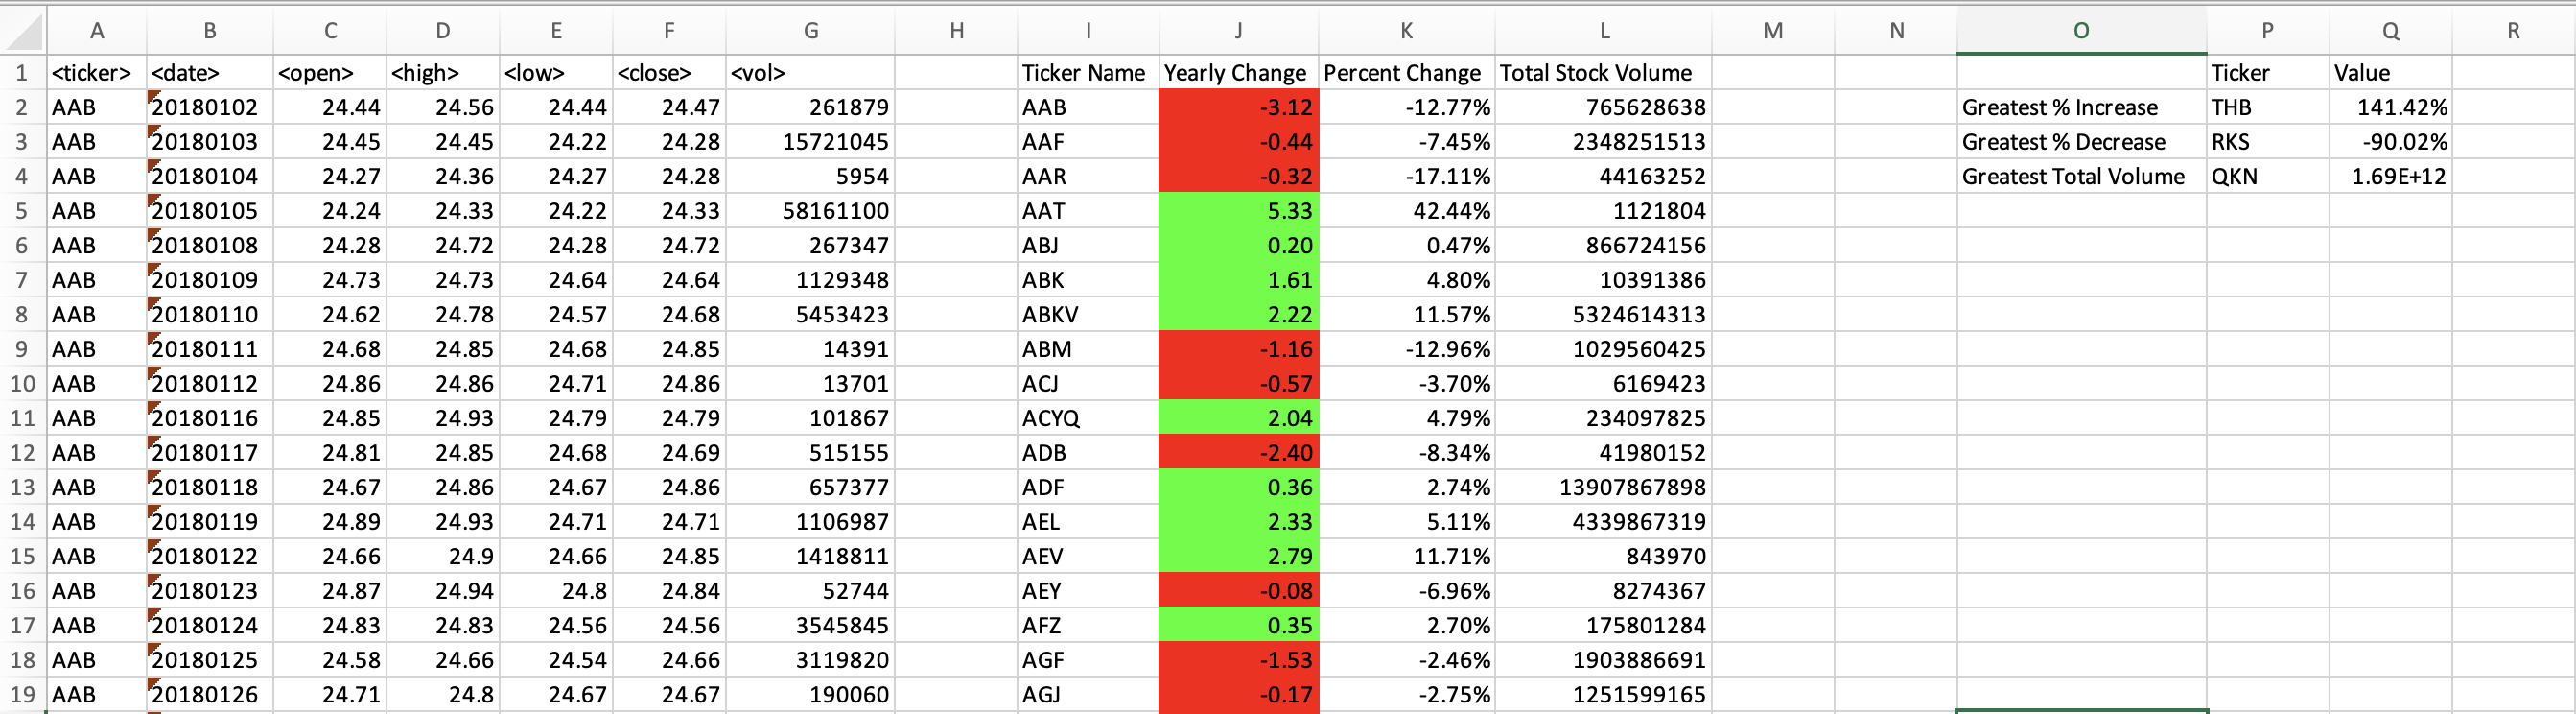 A B C D E F G H I J K L M N O P Q R
1 <ticker> <date> <open> <high> <low> <close> <vol> Ticker Name Yearly Change Percent Change Total Stock Volume Ticker Value
2 AAB 20180102 24.44 24.56 24.44 24.47 261879 AAB -3.12 -12.77% 765628638 Greatest % Increase THB 141.42%
3 AAB 20180103 24.45 24.45 24.22 24.28 15721045 AAF -0.44 -7.45% 2348251513 Greatest % Decrease RKS -90.02%
4 AAB 20180104 24.27 24.36 24.27 24.28 5954 AAR -0.32 -17.11% 44163252 Greatest Total Volume QKN 1.69E+12
5 AAB 20180105 24.24 24.33 24.22 24.33 58161100 AAT 5.33 42.44% 1121804
6 AAB 20180108 24.28 24.72 24.28 24.72 267347 ABJ 0.20 0.47% 866724156
7 AAB 20180109 24.73 24.73 24.64 24.64 1129348 ABK 1.61 4.80% 10391386
8 AAB 20180110 24.62 24.78 24.57 24.68 5453423 ABKV 2.22 11.57% 5324614313
9 AAB 20180111 24.68 24.85 24.68 24.85 14391 ABM -1.16 -12.96% 1029560425
10 AAB 20180112 24.86 24.86 24.71 24.86 13701 ACJ -0.57 -3.70% 6169423
11 AAB 20180116 24.85 24.93 24.79 24.79 101867 ACYQ 2.04 4.79% 234097825
12 AAB 20180117 24.81 24.85 24.68 24.69 515155 ADB -2.40 -8.34% 41980152
13 AAB 20180118 24.67 24.86 24.67 24.86 657377 ADF 0.36 2.74% 13907867898
14 AAB 20180119 24.89 24.93 24.71 24.71 1106987 AEL 2.33 5.11% 4339867319
15 AAB 20180122 24.66 24.9 24.66 24.85 1418811 AEV 2.79 11.71% 843970
16 AAB 20180123 24.87 24.94 24.8 24.84 52744 AEY -0.08 -6.96% 8274367
17 AAB 20180124 24.83 24.83 24.56 24.56 3545845 AFZ 0.35 2.70% 175801284
18 AAB 20180125 24.58 24.66 24.54 24.66 3119820 AGF -1.53 -2.46% 1903886691
19 AAB 20180126 24.71 24.8 24.67 24.67 190060 AGJ -0.17 -2.75% 1251599165